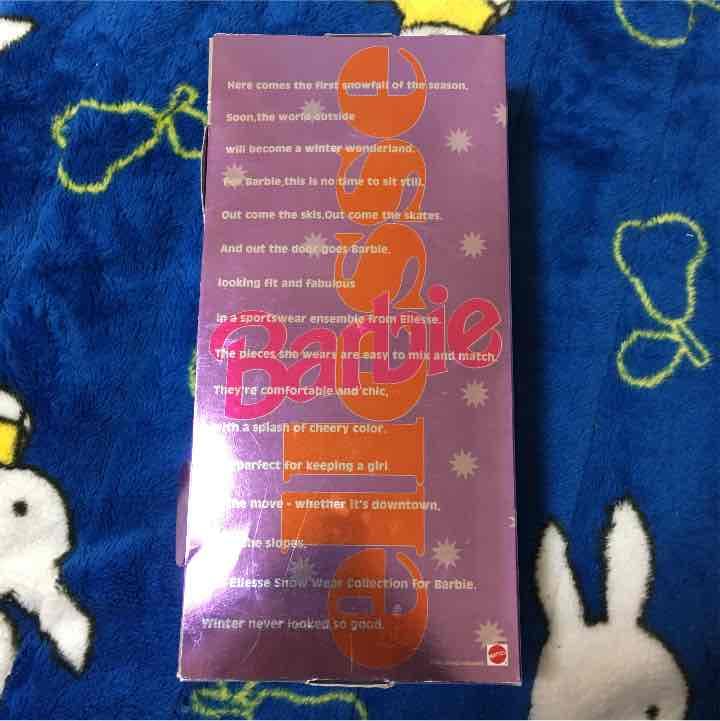 Here comes the first snowfall of the season.
Soon,the world outside
will become a winter wonderland.
For Barbie,this is no time to sit still.
Out come the skis.Out come the skates.
And out the door goes Barbie,
looking fit and fabulous
in a sportswear ensemble from Ellesse.
The pieces she wears are easy to mix and match.
They're comfortable and chic,
with a splash of cheery color.
perfect for keeping a girl
the move - whether it's downtown,
the slopes.
Ellesse Snow Wear Collection for Barbie.
Winter never looked so good.
ellesse
Barbie
MATTEL